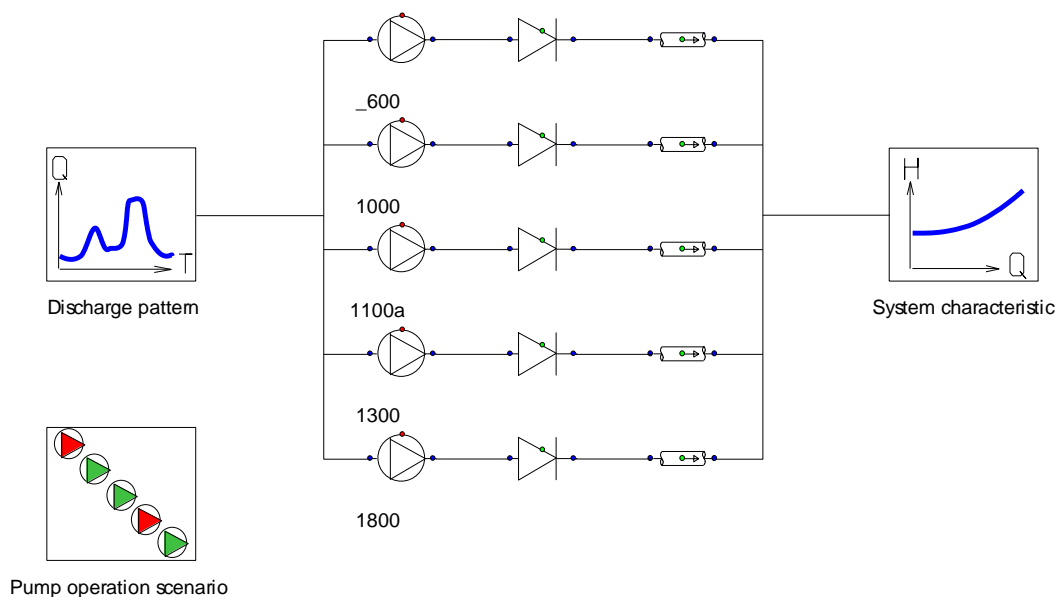 _600
Q
H
1000
T
Q
Discharge pattern
1100a
System characteristic
1300
1800
Pump operation scenario